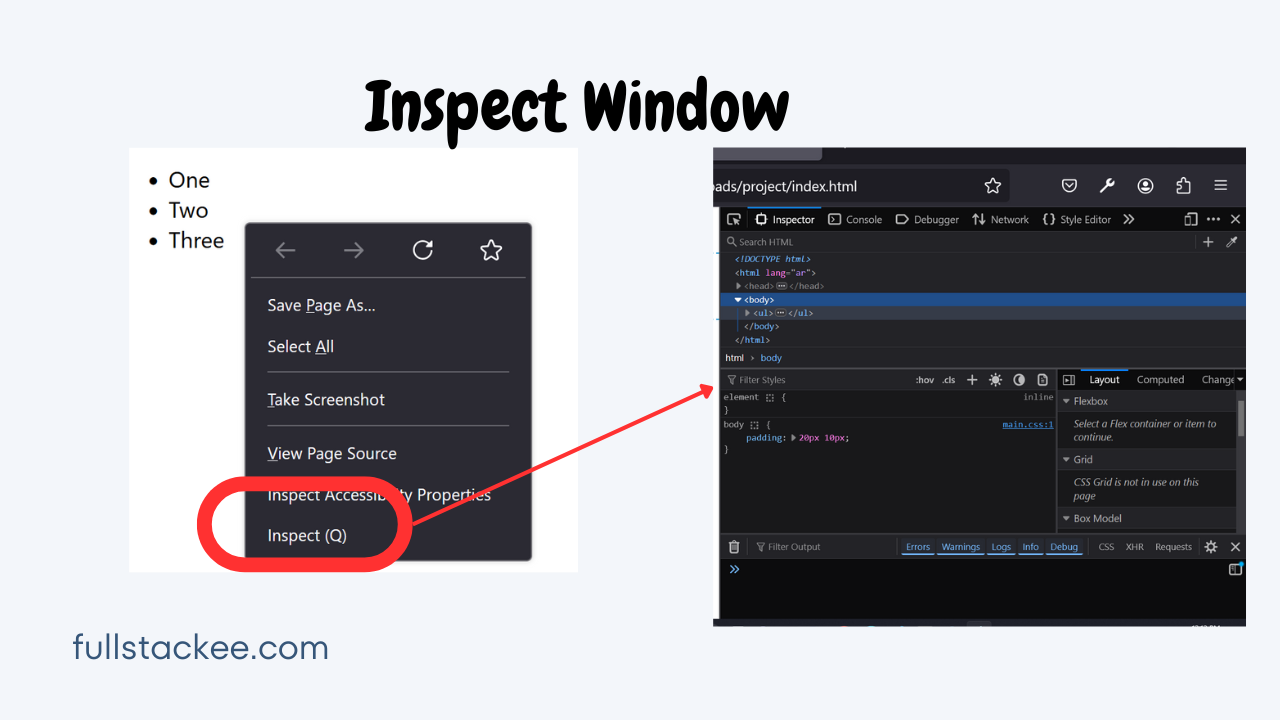 Inspect Window
One
Two
Three
Save Page As...
Select All
Take Screenshot
View Page Source
Inspect Accessibility Properties
Inspect (Q)
fullstackee.com
ads/project/index.html
Inspector Console Debugger Network {} Style Editor
Search HTML
<!DOCTYPE html>
<html lang="ar">
<head> ••• </head>
<body>
<ul> ••• </ul>
</body>
</html>
html > body
Filter Styles :hov .cls
element { inline
}
body { main.css:1
padding: 20px 10px;
}
Layout Computed Change
Flexbox
Select a Flex container or item to
continue.
Grid
CSS Grid is not in use on this
page
Box Model
Filter Output Errors Warnings Logs Info Debug CSS XHR Requests